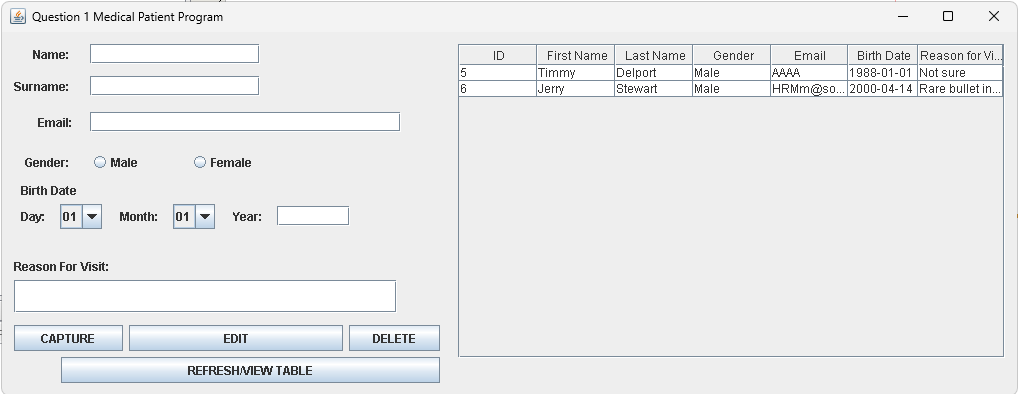 Question 1 Medical Patient Program
Name:
Surname:
Email:
Gender: Male Female
Birth Date
Day: 01 Month: 01 Year:
Reason For Visit:
CAPTURE EDIT DELETE
REFRESH/VIEW TABLE
ID First Name Last Name Gender Email Birth Date Reason for Vi...
5 Timmy Delport Male AAAA 1988-01-01 Not sure
6 Jerry Stewart Male HRMm@so... 2000-04-14 Rare bullet in...